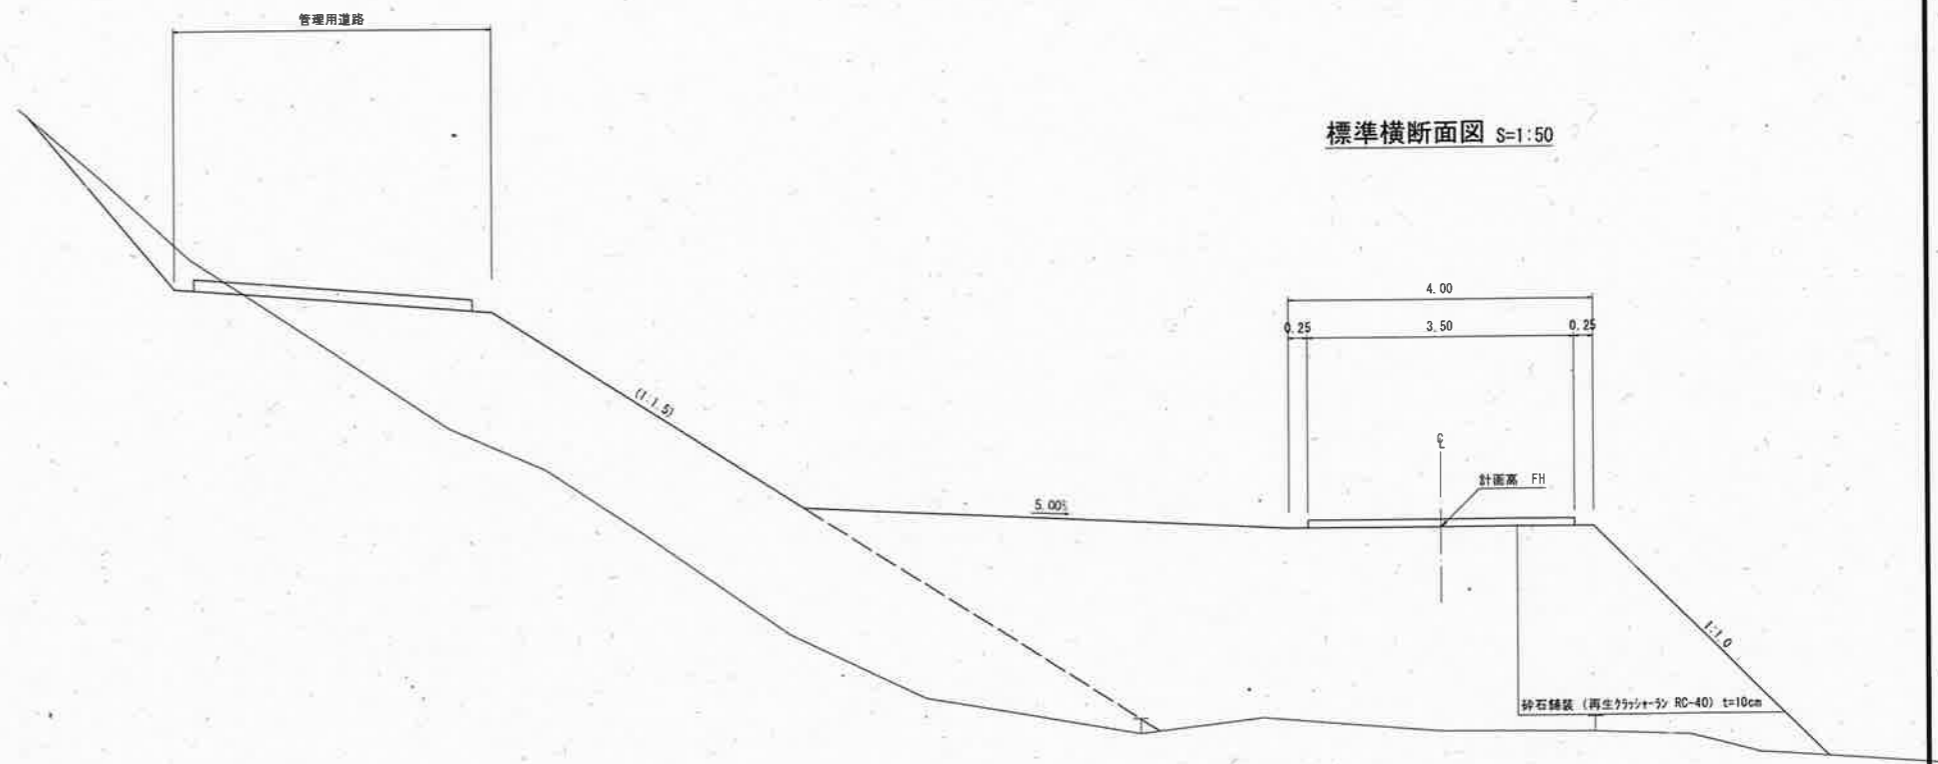 管理用道路
標準横断面図 S=1:50
4.00
0.25 3.50 0.25
(1:1.5)
℄
計画高 FH
5.00%
1:1.0
砕石舗装 (再生クラッシャーラン RC-40) t=10cm